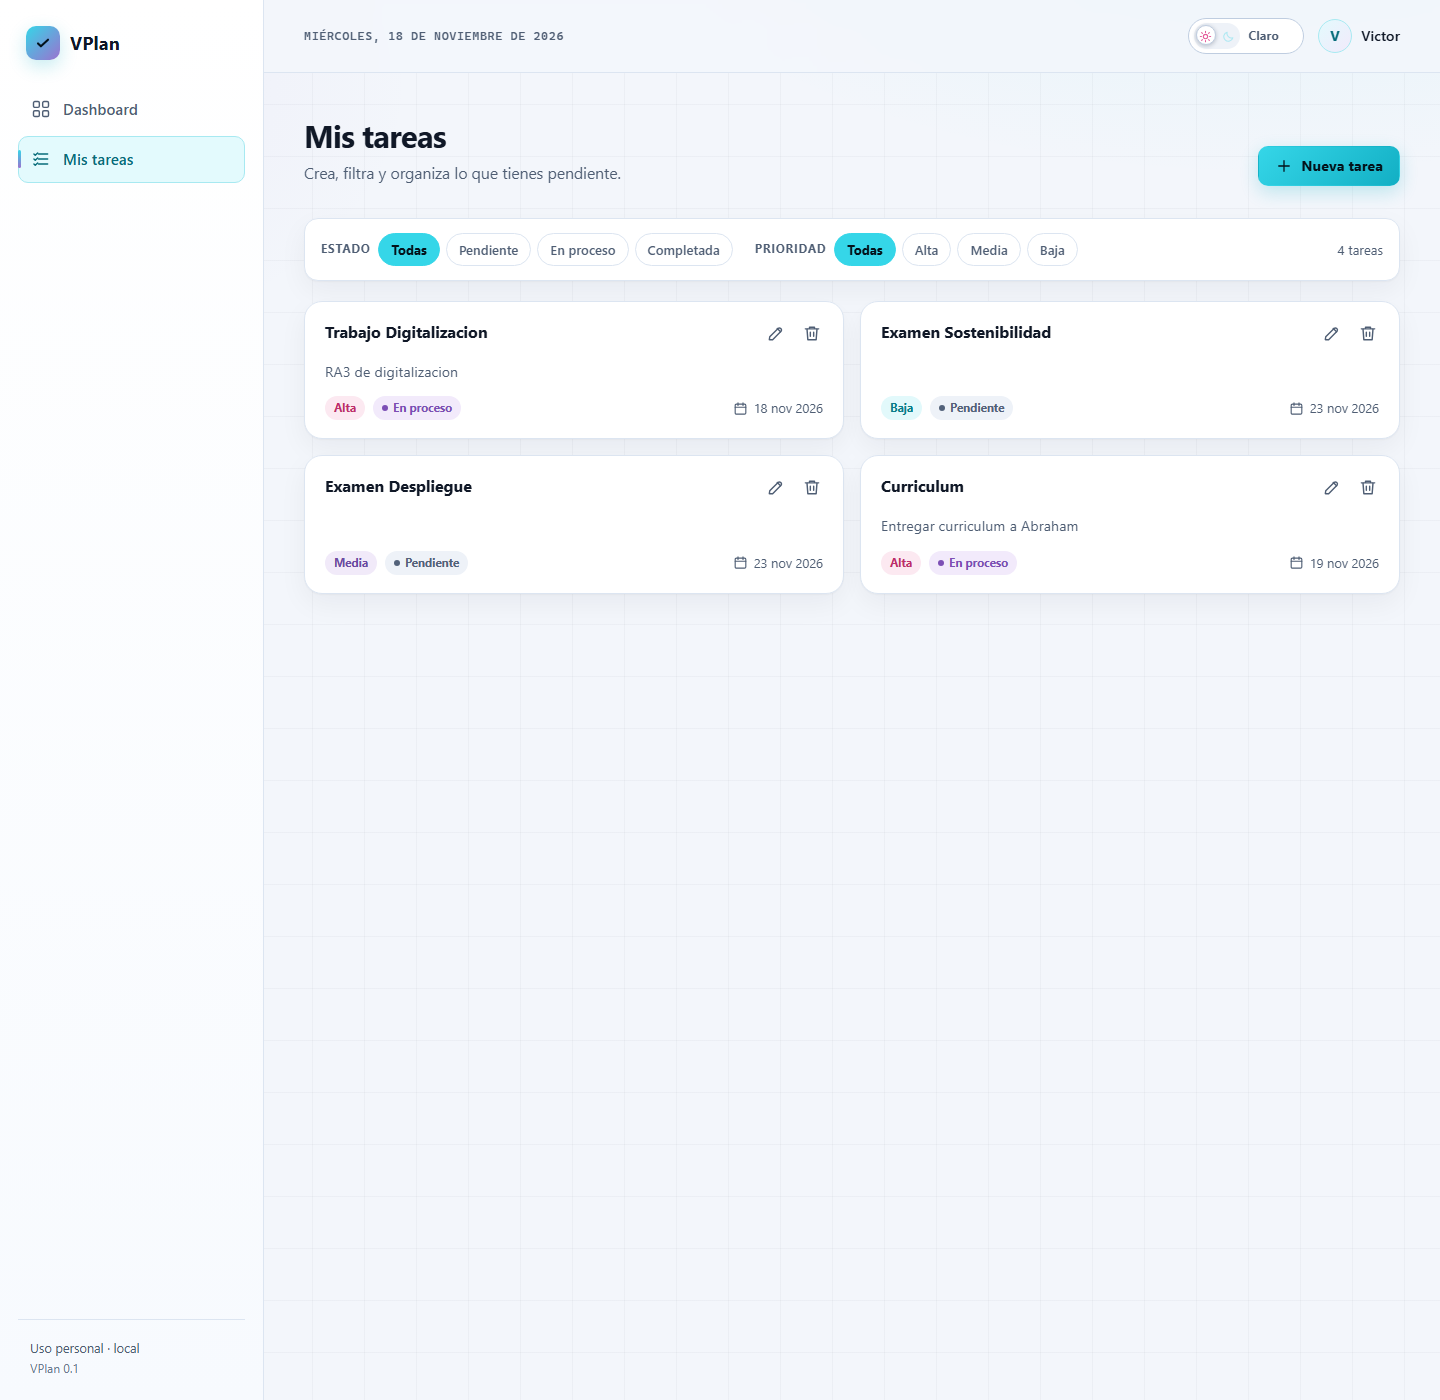 VPlan
Dashboard
Mis tareas
Uso personal · local
VPlan 0.1
MIÉRCOLES, 18 DE NOVIEMBRE DE 2026
Claro
V
Victor
Mis tareas
Crea, filtra y organiza lo que tienes pendiente.
Nueva tarea
ESTADO Todas Pendiente En proceso Completada PRIORIDAD Todas Alta Media Baja 4 tareas
Trabajo Digitalizacion
RA3 de digitalizacion
Alta En proceso 18 nov 2026
Examen Sostenibilidad
Baja Pendiente 23 nov 2026
Examen Despliegue
Media Pendiente 23 nov 2026
Curriculum
Entregar curriculum a Abraham
Alta En proceso 19 nov 2026